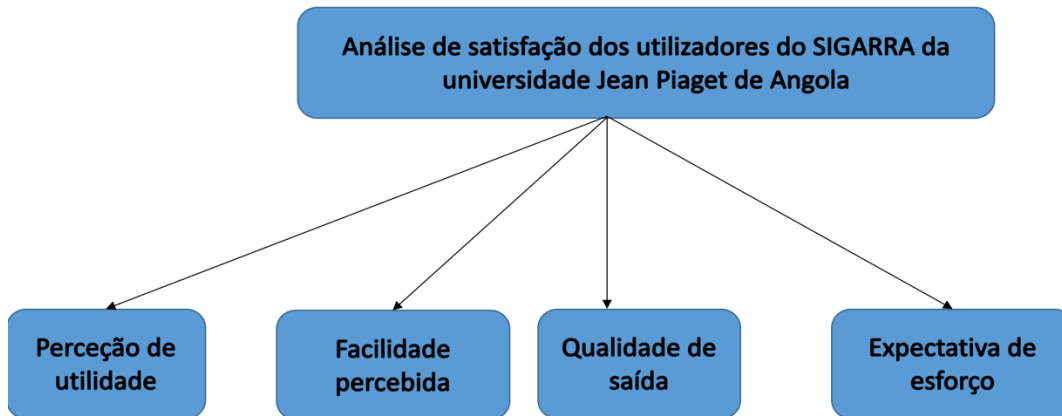 Análise de satisfação dos utilizadores do SIGARRA da
universidade Jean Piaget de Angola
Perceção de
utilidade
Facilidade
percebida
Qualidade de
saída
Expectativa de
esforço